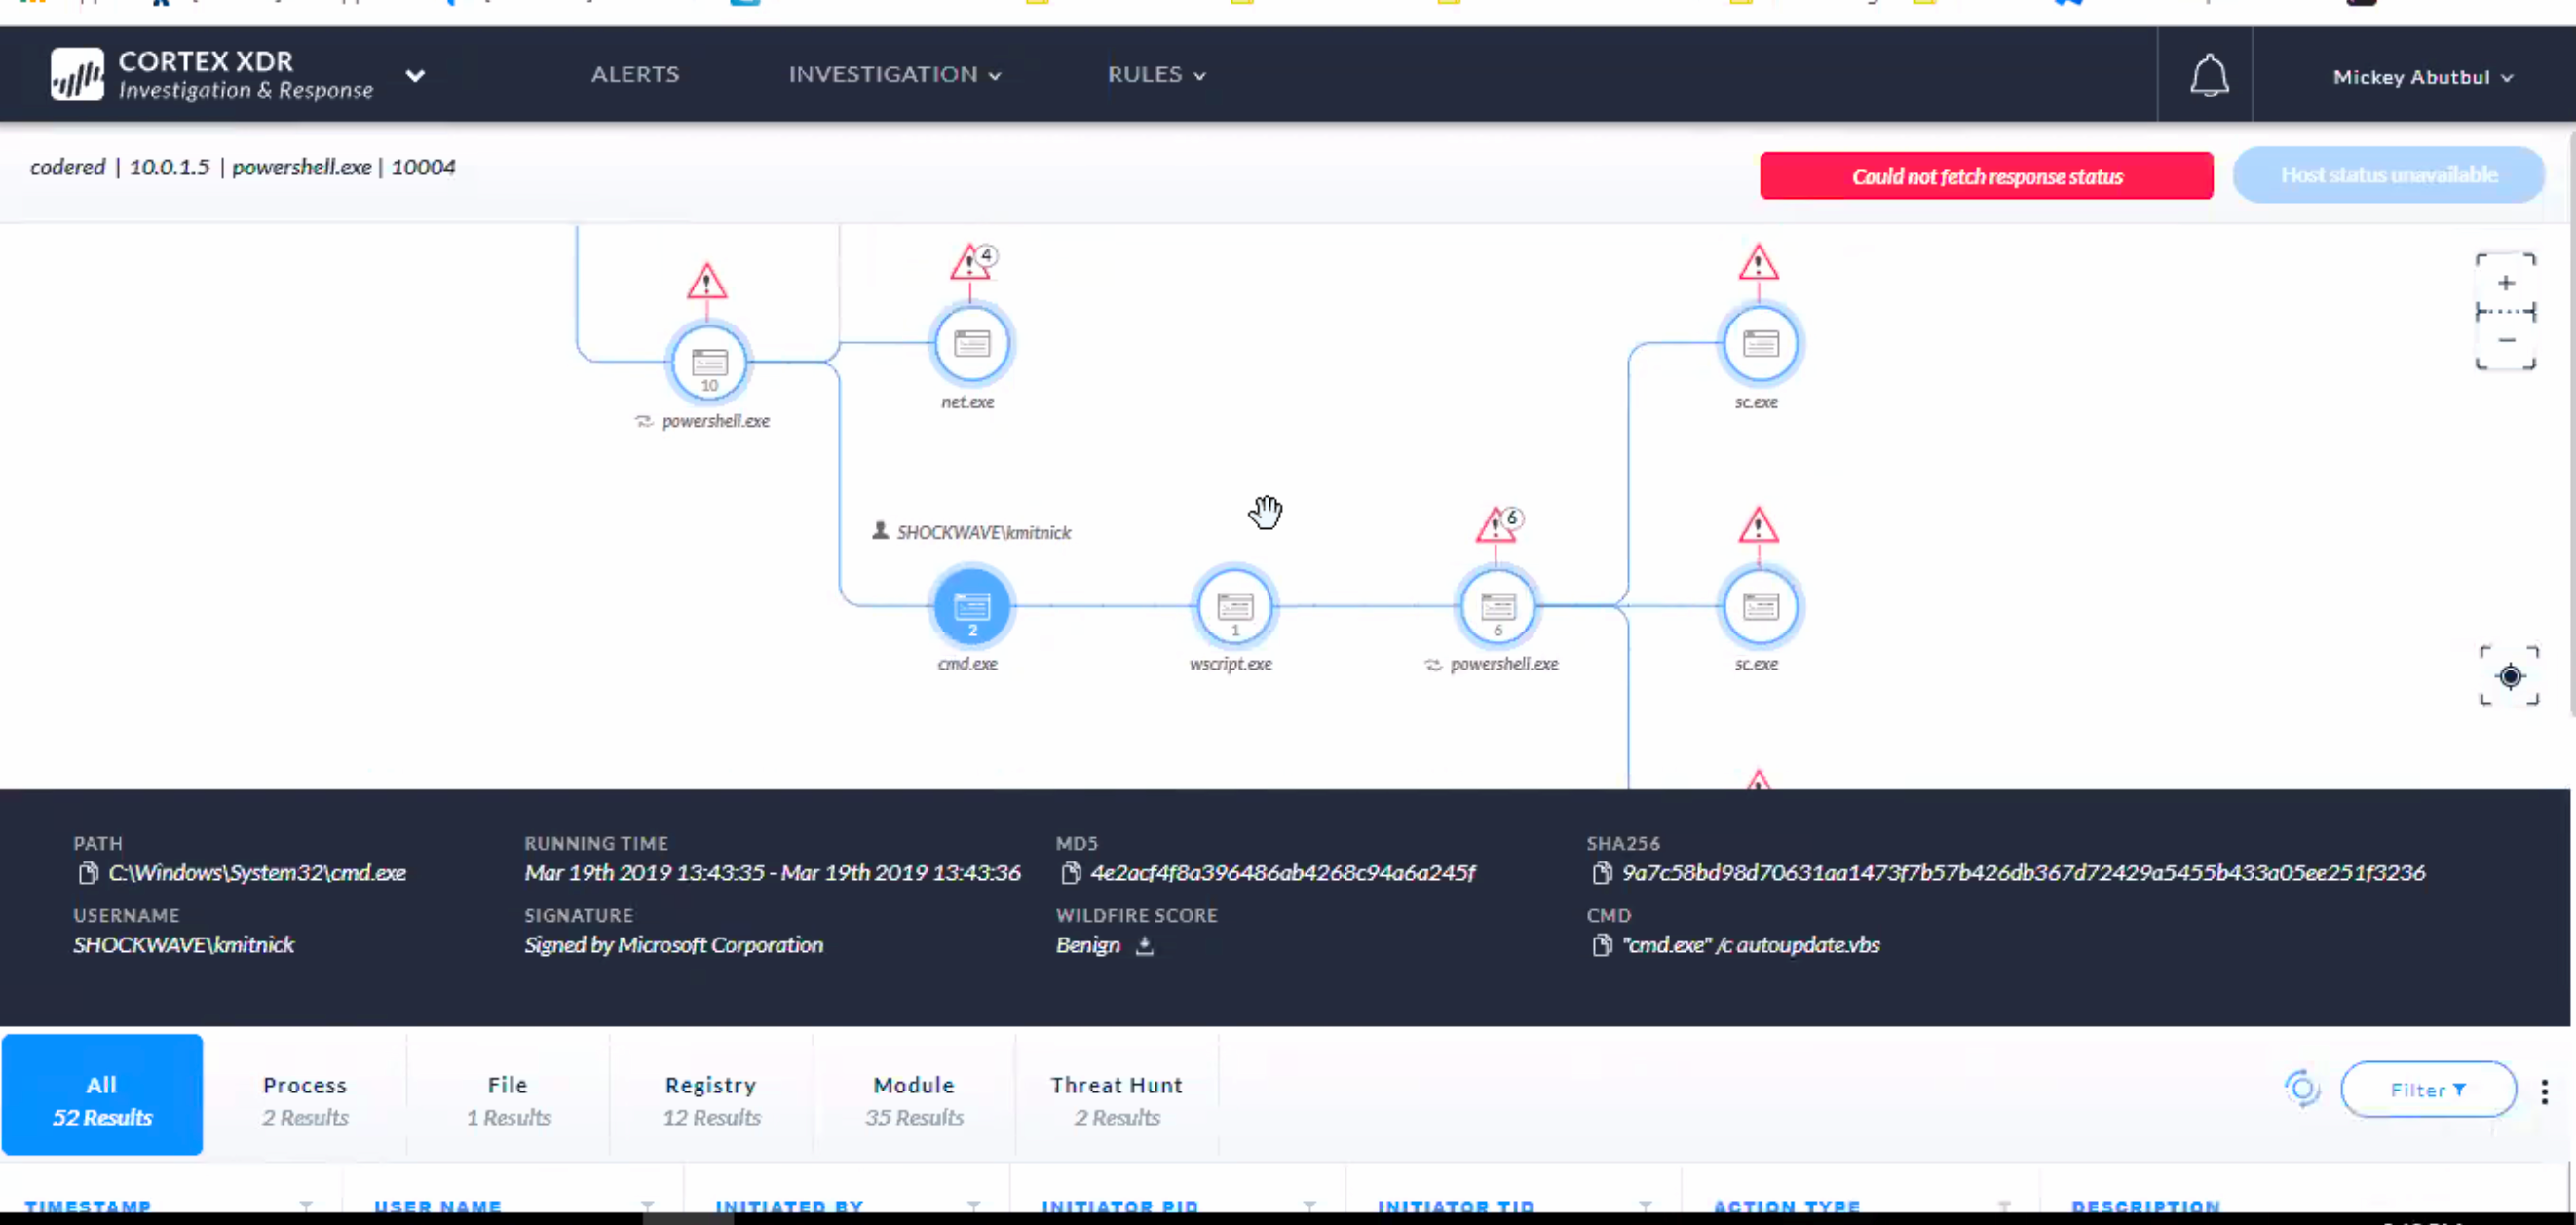 CORTEX XDR
Investigation & Response
ALERTS
INVESTIGATION
RULES
Mickey Abutbul
codered | 10.0.1.5 | powershell.exe | 10004
Could not fetch response status
Host status unavailable
4
10
powershell.exe
net.exe
sc.exe
SHOCKWAVE\kmitnick
6
2
1
6
cmd.exe
wscript.exe
powershell.exe
sc.exe
PATH
C:\Windows\System32\cmd.exe
RUNNING TIME
Mar 19th 2019 13:43:35 - Mar 19th 2019 13:43:36
MD5
4e2acf4f8a396486ab4268c94a6a245f
SHA256
9a7c58bd98d70631aa1473f7b57b426db367d72429a5455b433a05ee251f3236
USERNAME
SHOCKWAVE\kmitnick
SIGNATURE
Signed by Microsoft Corporation
WILDFIRE SCORE
Benign
CMD
"cmd.exe" /c autoupdate.vbs
All
52 Results
Process
2 Results
File
1 Results
Registry
12 Results
Module
35 Results
Threat Hunt
2 Results
Filter
TIMESTAMP
USER NAME
INITIATED BY
INITIATOR PID
INITIATOR TID
ACTION TYPE
DESCRIPTION